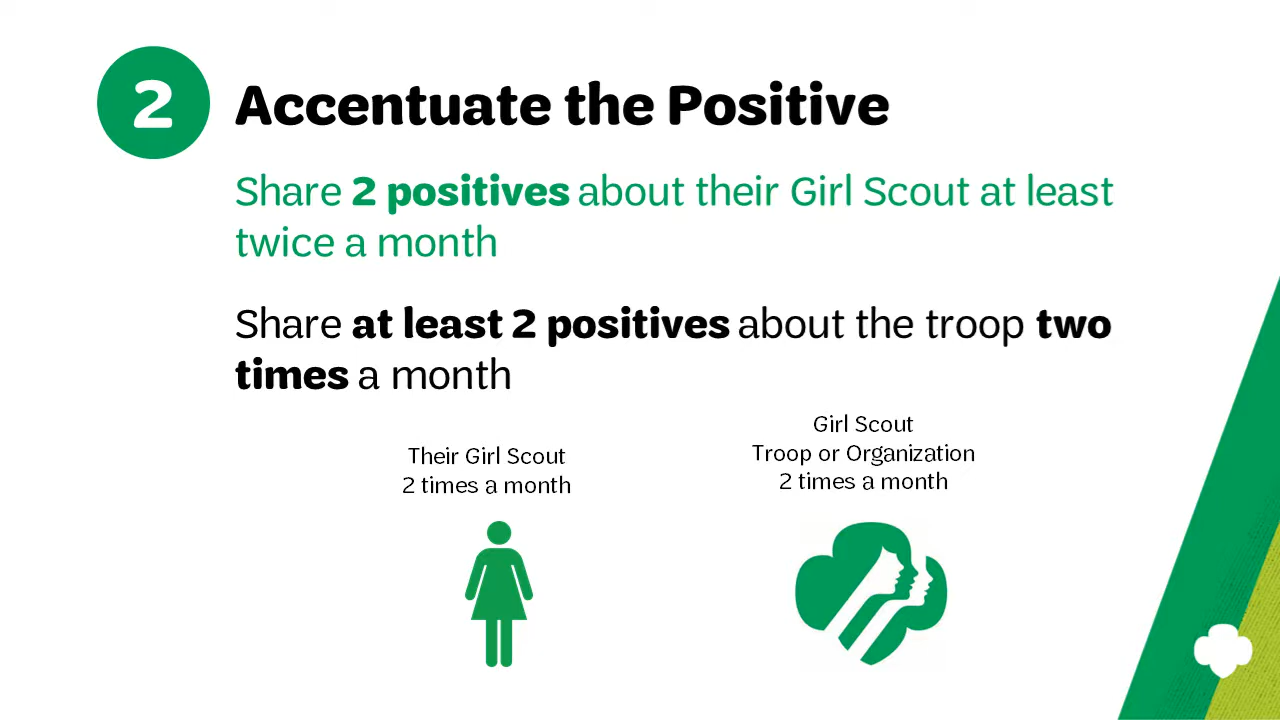 2
Accentuate the Positive
Share 2 positives about their Girl Scout at least
twice a month
Share at least 2 positives about the troop two
times a month
Their Girl Scout
2 times a month
Girl Scout
Troop or Organization
2 times a month